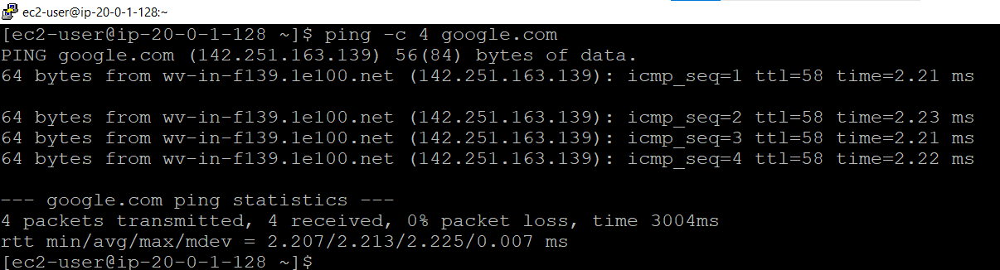 ec2-user@ip-20-0-1-128:~
[ec2-user@ip-20-0-1-128 ~]$ ping -c 4 google.com
PING google.com (142.251.163.139) 56(84) bytes of data.
64 bytes from wv-in-f139.1e100.net (142.251.163.139): icmp_seq=1 ttl=58 time=2.21 ms
64 bytes from wv-in-f139.1e100.net (142.251.163.139): icmp_seq=2 ttl=58 time=2.23 ms
64 bytes from wv-in-f139.1e100.net (142.251.163.139): icmp_seq=3 ttl=58 time=2.21 ms
64 bytes from wv-in-f139.1e100.net (142.251.163.139): icmp_seq=4 ttl=58 time=2.22 ms
--- google.com ping statistics ---
4 packets transmitted, 4 received, 0% packet loss, time 3004ms
rtt min/avg/max/mdev = 2.207/2.213/2.225/0.007 ms
[ec2-user@ip-20-0-1-128 ~]$